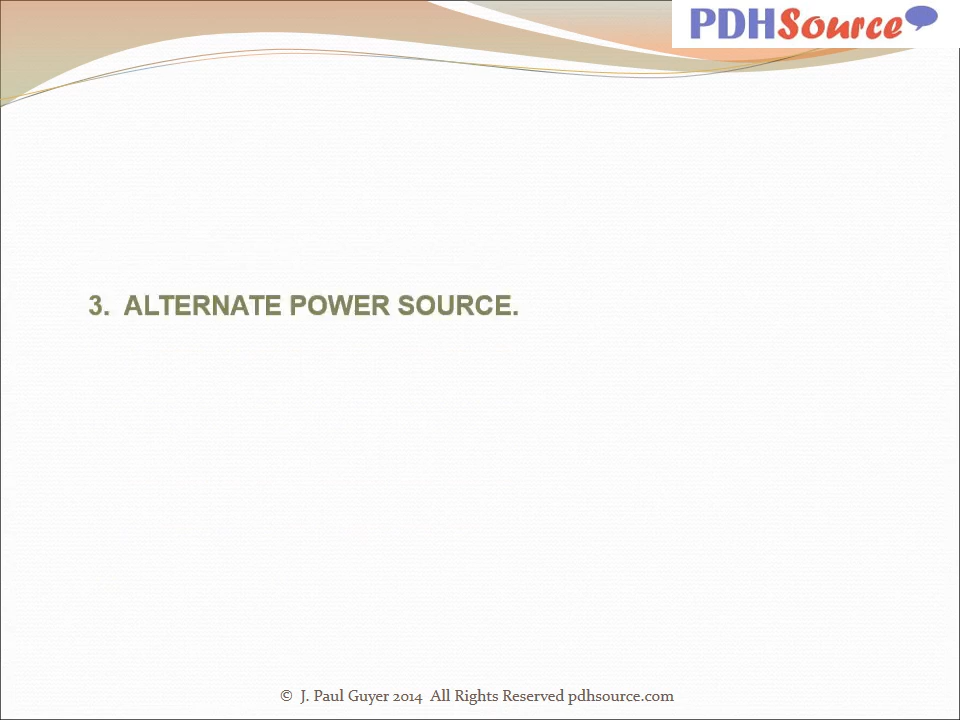 PDHSource
3. ALTERNATE POWER SOURCE.
© J. Paul Guyer 2014 All Rights Reserved pdhsource.com